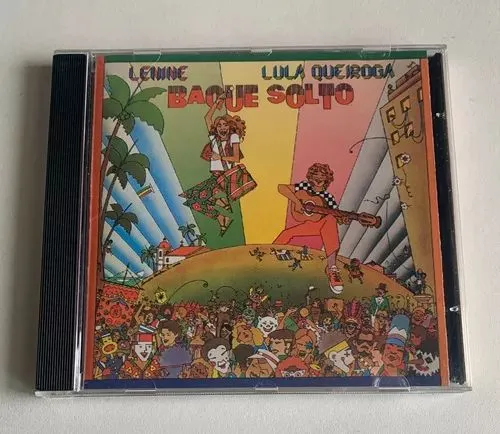 LENINE LULA QUEIROGA
BAQUE SOLTO